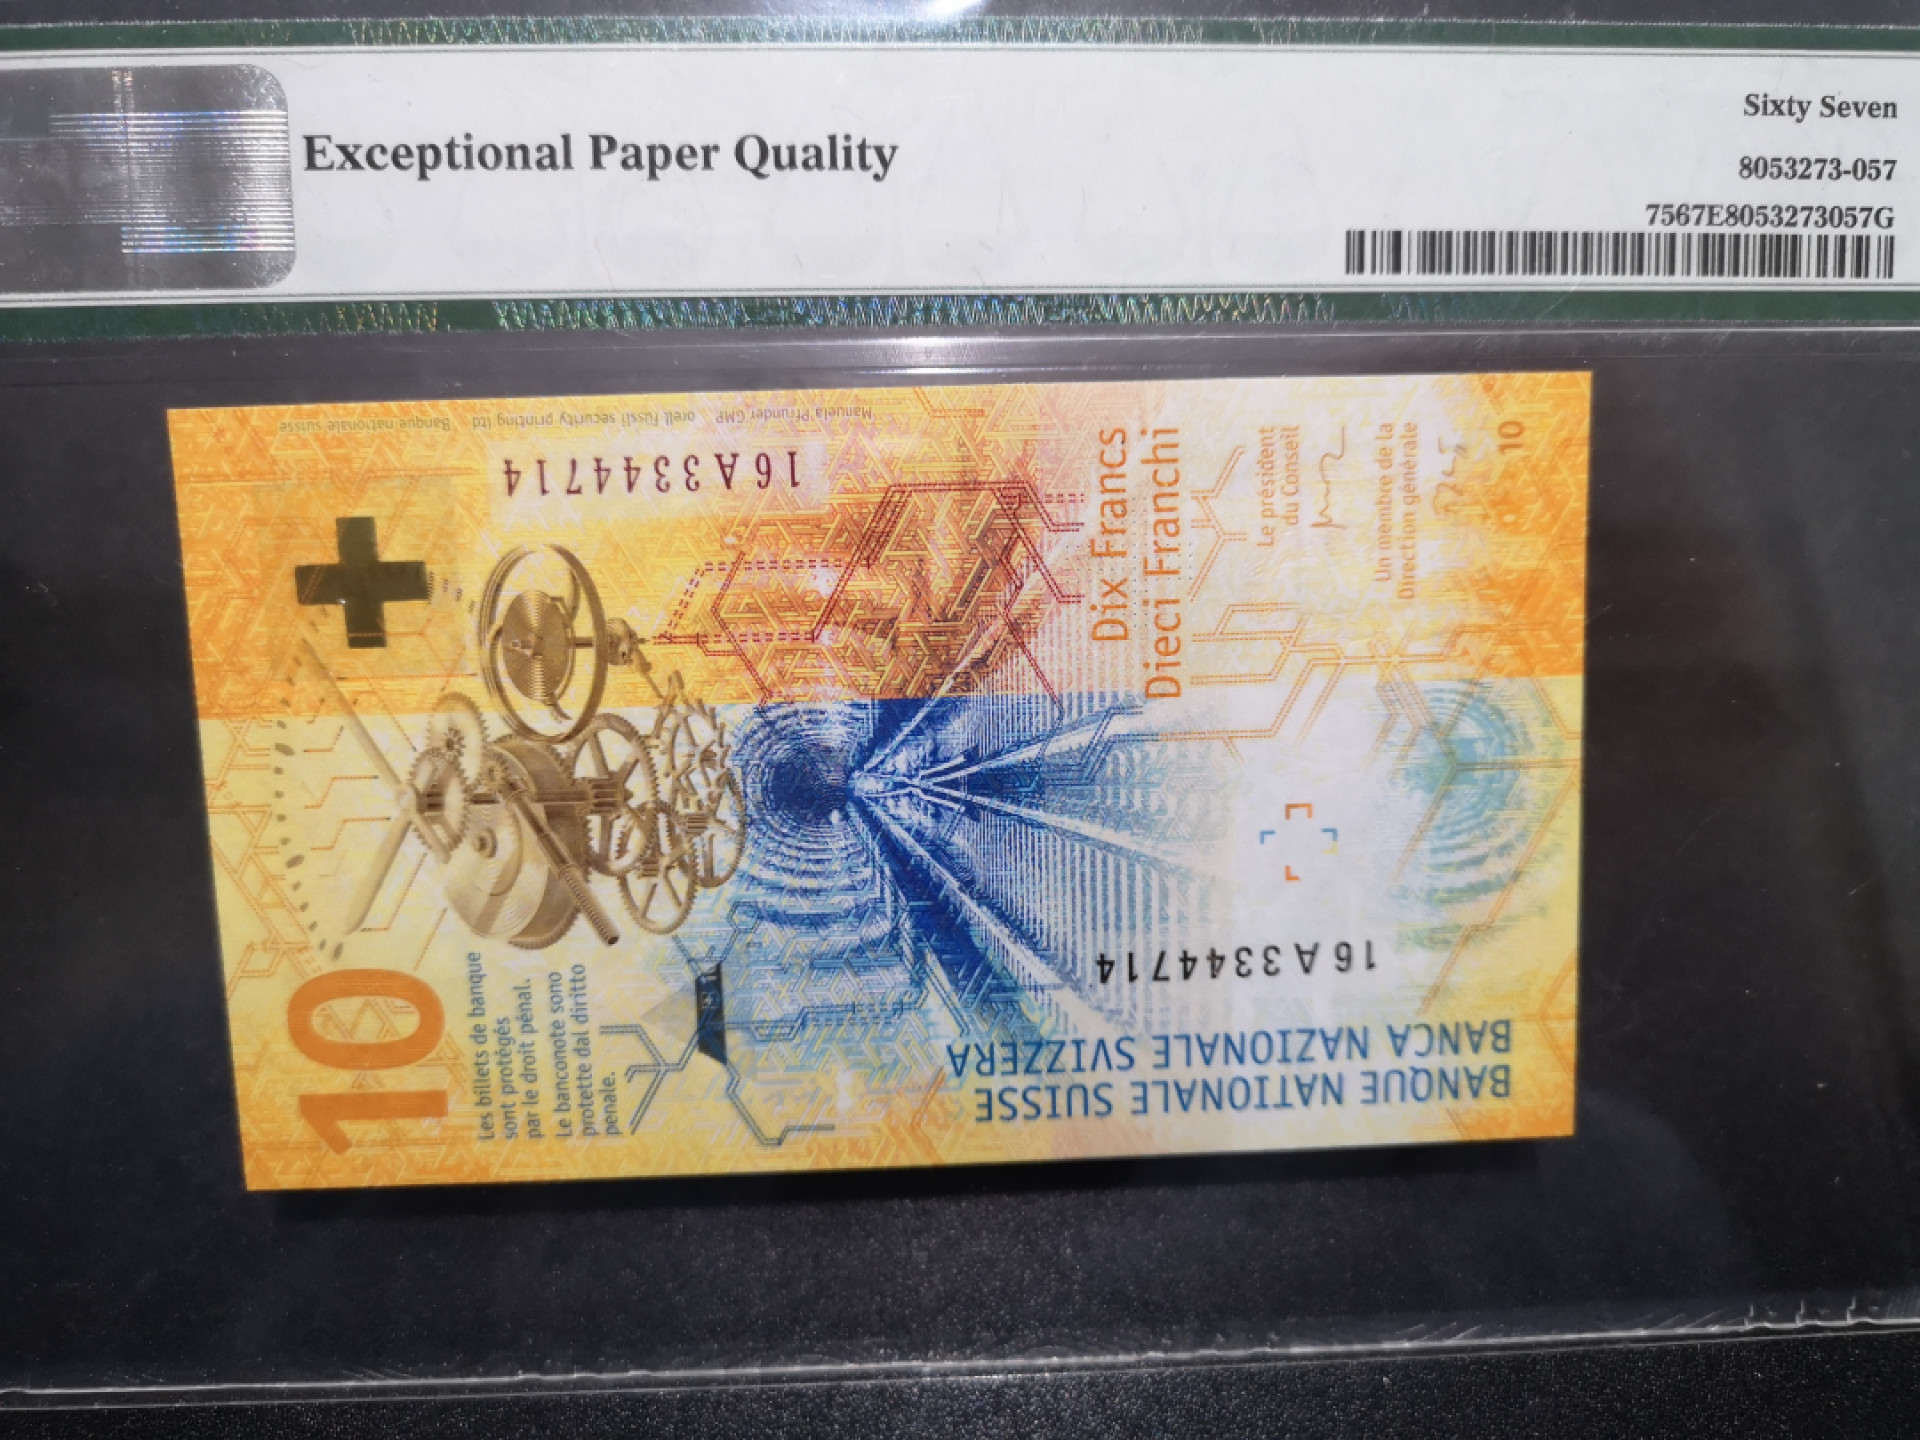 Exceptional Paper Quality
Sixty Seven
8053273-057
7567E8053273057G
Banque nationale suisse
orell füssli security printing ltd
Manuela Pfrunder GMP
16A3344714
Dix Francs
Dieci Franchi
Le président
du Conseil
Un membre de la
Direction générale
10
10
Les billets de banque
sont protégés
par le droit pénal.
Le banconote sono
protette dal diritto
penale.
16A3344714
BANQUE NATIONALE SUISSE
BANCA NAZIONALE SVIZZERA